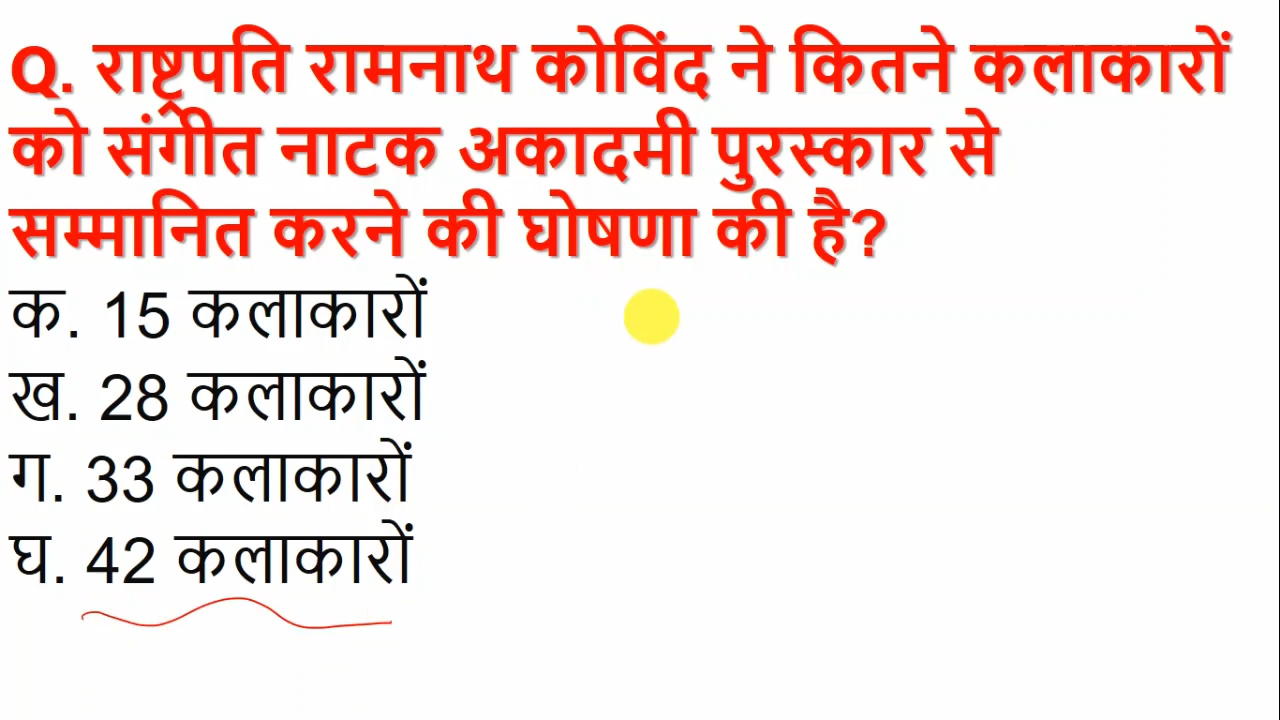 Q. राष्ट्रपति रामनाथ कोविंद ने कितने कलाकारों
को संगीत नाटक अकादमी पुरस्कार से
सम्मानित करने की घोषणा की है?
क. 15 कलाकारों
ख. 28 कलाकारों
ग. 33 कलाकारों
घ. 42 कलाकारों